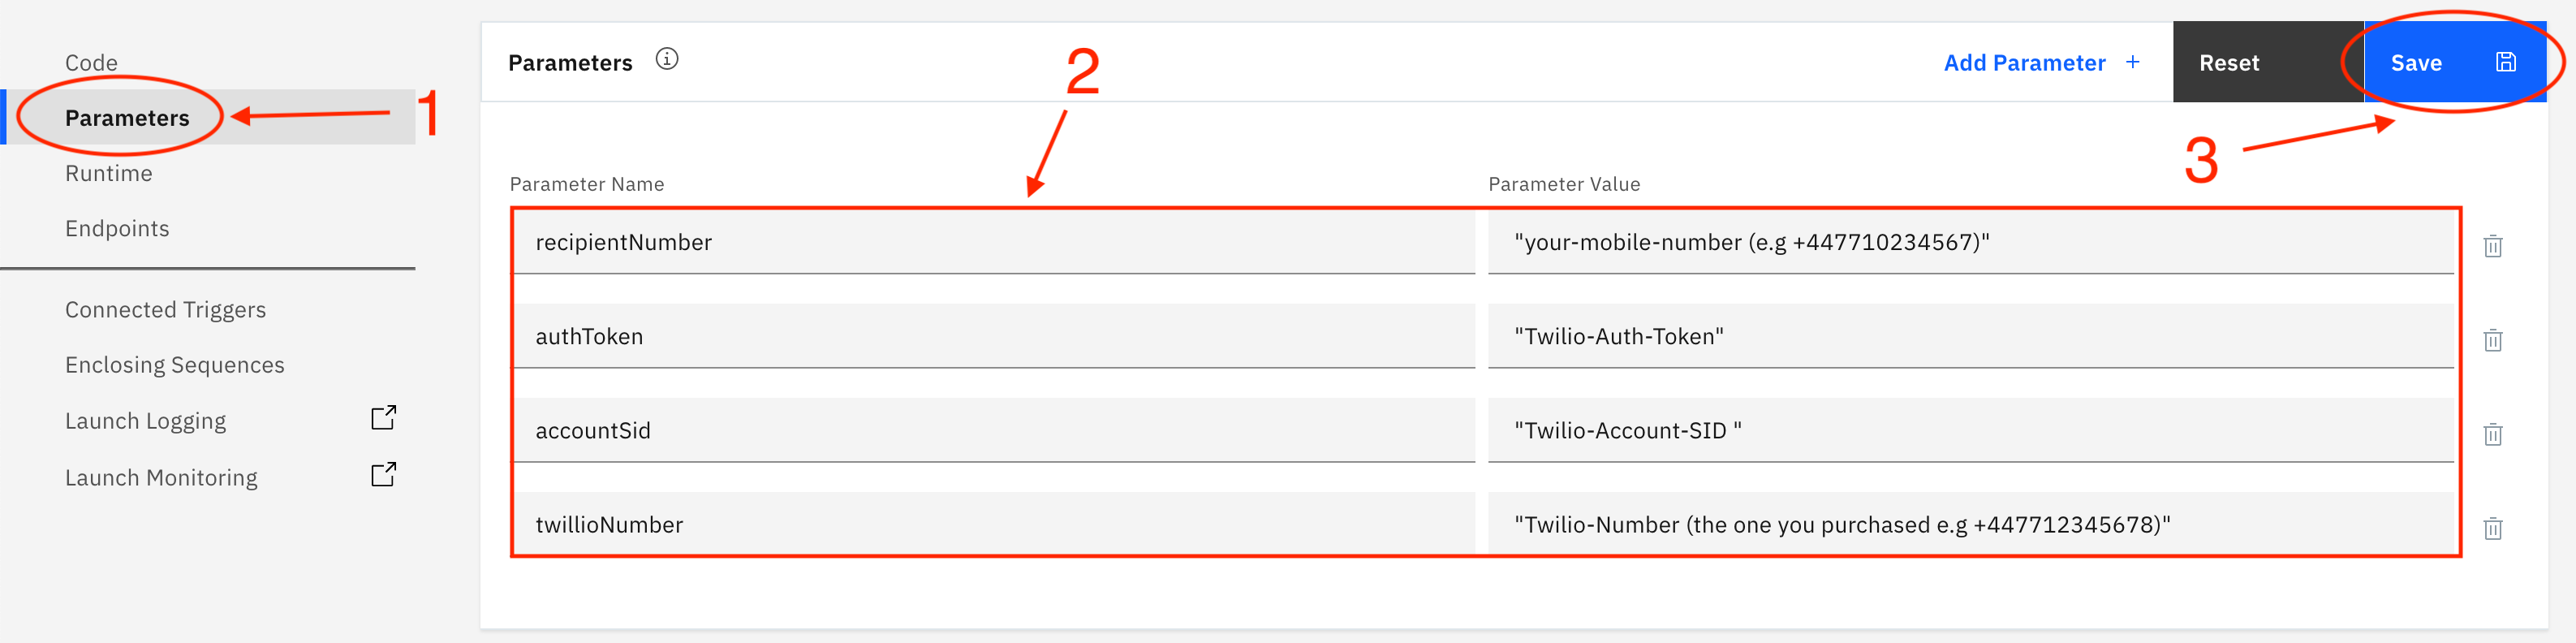 Code
Parameters
1
Runtime
Endpoints
Connected Triggers
Enclosing Sequences
Launch Logging
Launch Monitoring
Parameters
Add Parameter +
Reset
Save
2
3
Parameter Name
Parameter Value
recipientNumber
"your-mobile-number (e.g +447710234567)"
authToken
"Twilio-Auth-Token"
accountSid
"Twilio-Account-SID "
twillioNumber
"Twilio-Number (the one you purchased e.g +447712345678)"